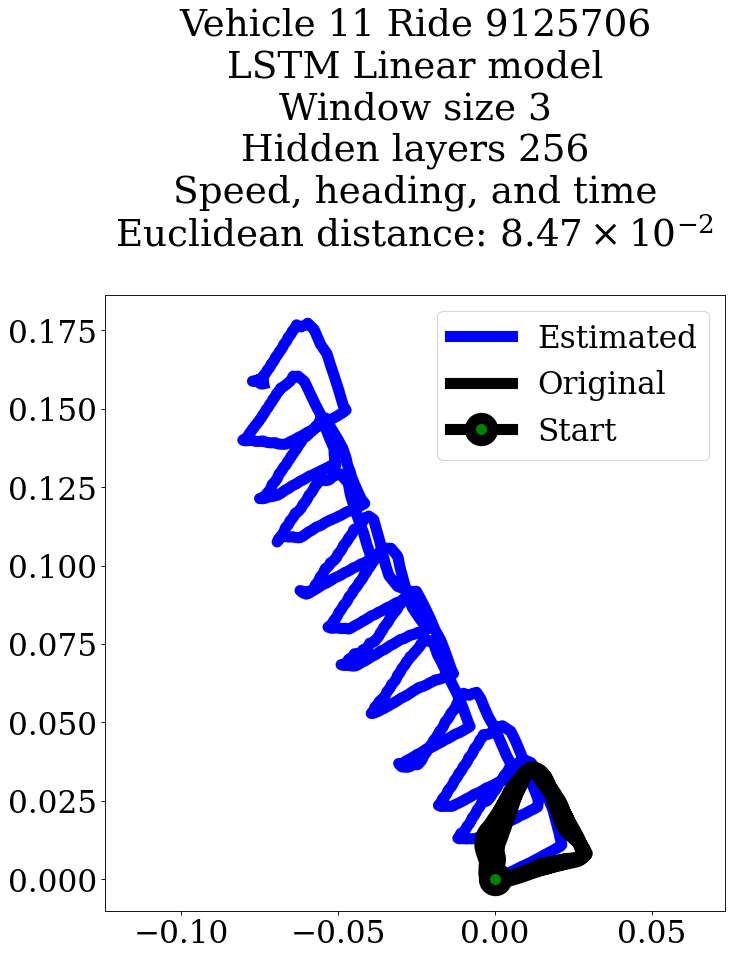 Vehicle 11 Ride 9125706
LSTM Linear model
Window size 3
Hidden layers 256
Speed, heading, and time
Euclidean distance: 8.47 × 10⁻²
Estimated
Original
Start
0.175
0.150
0.125
0.100
0.075
0.050
0.025
0.000
−0.10 −0.05 0.00 0.05